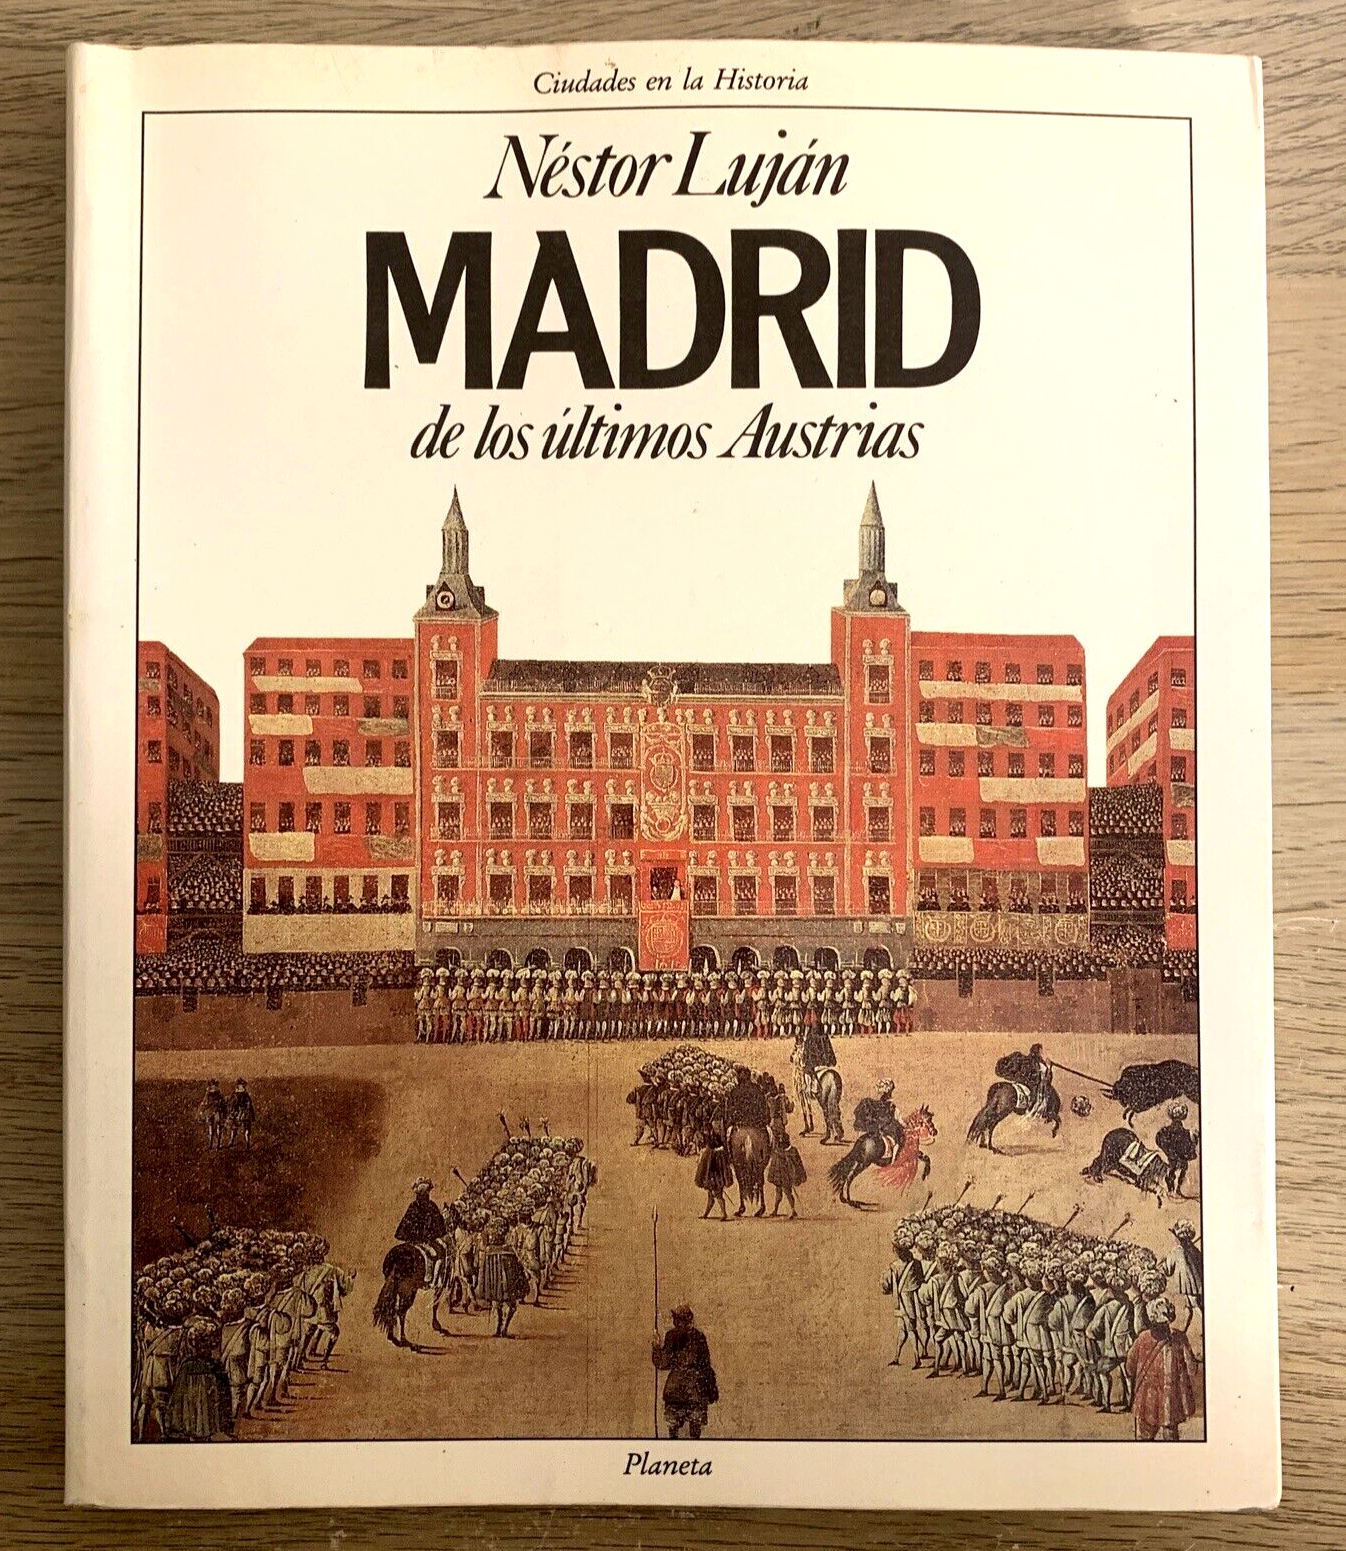 Ciudades en la Historia
Néstor Luján
MADRID
de los últimos Austrias
Planeta